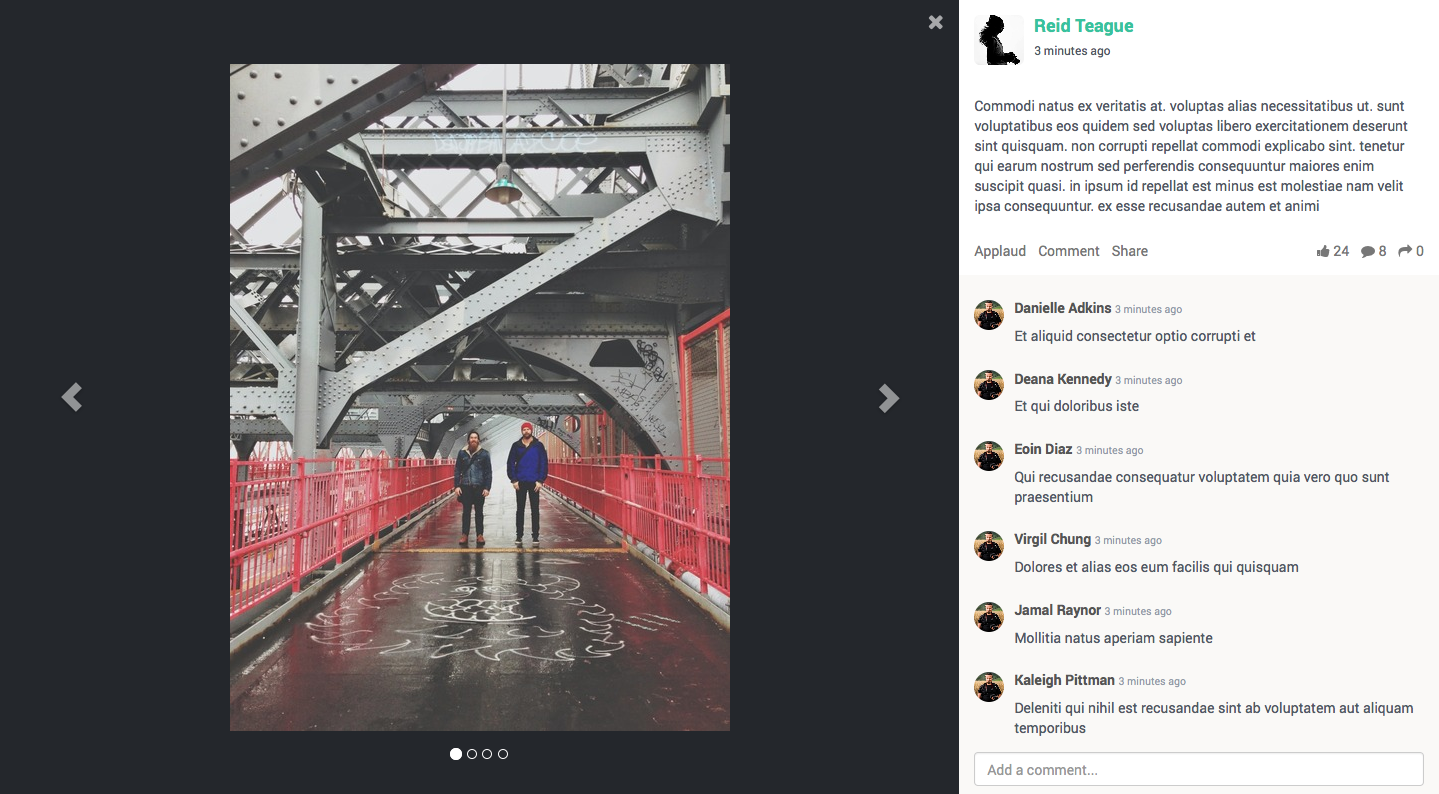 Reid Teague
3 minutes ago
Commodi natus ex veritatis at. voluptas alias necessitatibus ut. sunt
voluptatibus eos quidem sed voluptas libero exercitationem deserunt
sint quisquam. non corrupti repellat commodi explicabo sint. tenetur
qui earum nostrum sed perferendis consequuntur maiores enim
suscipit quasi. in ipsum id repellat est minus est molestiae nam velit
ipsa consequuntur. ex esse recusandae autem et animi
Applaud Comment Share 24 8 0
Danielle Adkins 3 minutes ago
Et aliquid consectetur optio corrupti et
Deana Kennedy 3 minutes ago
Et qui doloribus iste
Eoin Diaz 3 minutes ago
Qui recusandae consequatur voluptatem quia vero quo sunt
praesentium
Virgil Chung 3 minutes ago
Dolores et alias eos eum facilis qui quisquam
Jamal Raynor 3 minutes ago
Mollitia natus aperiam sapiente
Kaleigh Pittman 3 minutes ago
Deleniti qui nihil est recusandae sint ab voluptatem aut aliquam
temporibus
Add a comment...